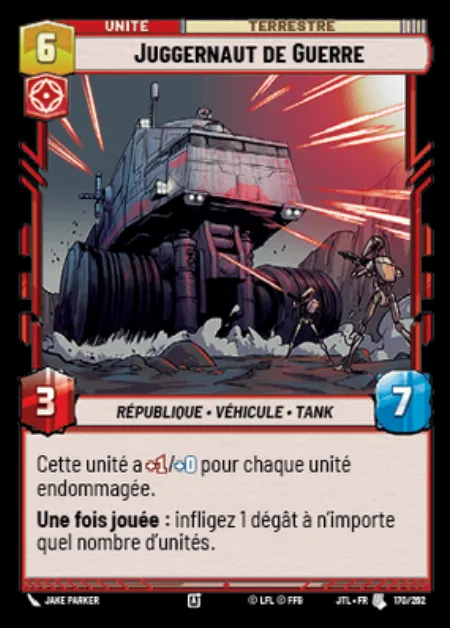 UNITÉ
TERRESTRE
6
JUGGERNAUT DE GUERRE
3
7
RÉPUBLIQUE • VÉHICULE • TANK
Cette unité a +1/+0 pour chaque unité
endommagée.
Une fois jouée : infligez 1 dégât à n'importe
quel nombre d'unités.
JAKE PARKER
© LFL © FFG
JTL • FR
170/262